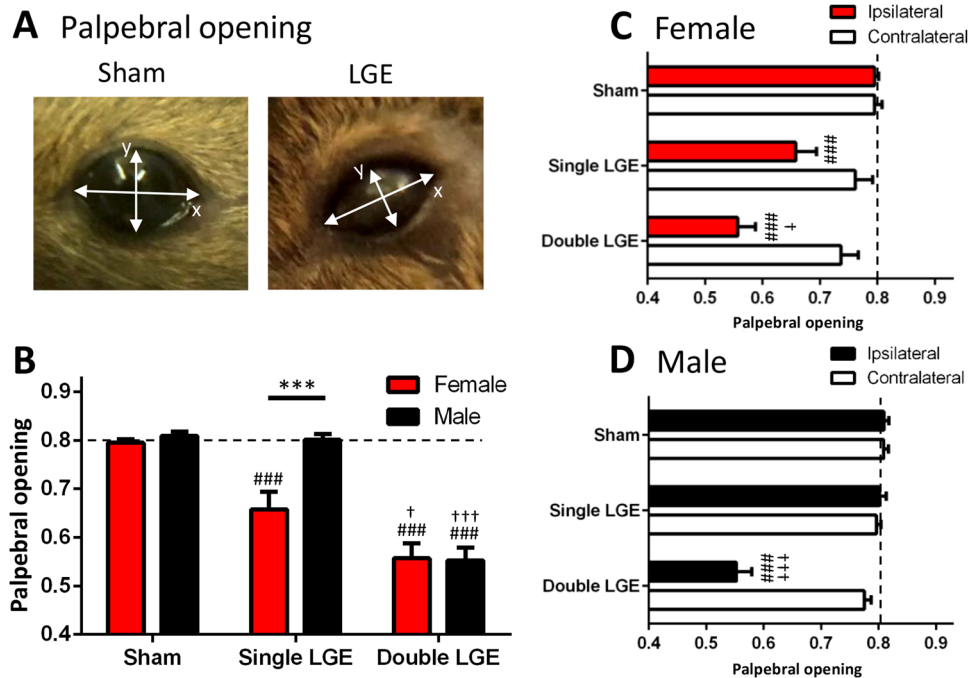 A Palpebral opening
Sham
LGE
y
x
y
x
B
Palpebral opening
0.9
0.8
0.7
0.6
0.5
0.4
Female
Male
***
###
†
###
†††
###
Sham
Single LGE
Double LGE
C Female
Ipsilateral
Contralateral
Sham
Single LGE
###
Double LGE
###
†
0.4 0.5 0.6 0.7 0.8 0.9
Palpebral opening
D Male
Ipsilateral
Contralateral
Sham
Single LGE
Double LGE
###
†††
0.4 0.5 0.6 0.7 0.8 0.9
Palpebral opening